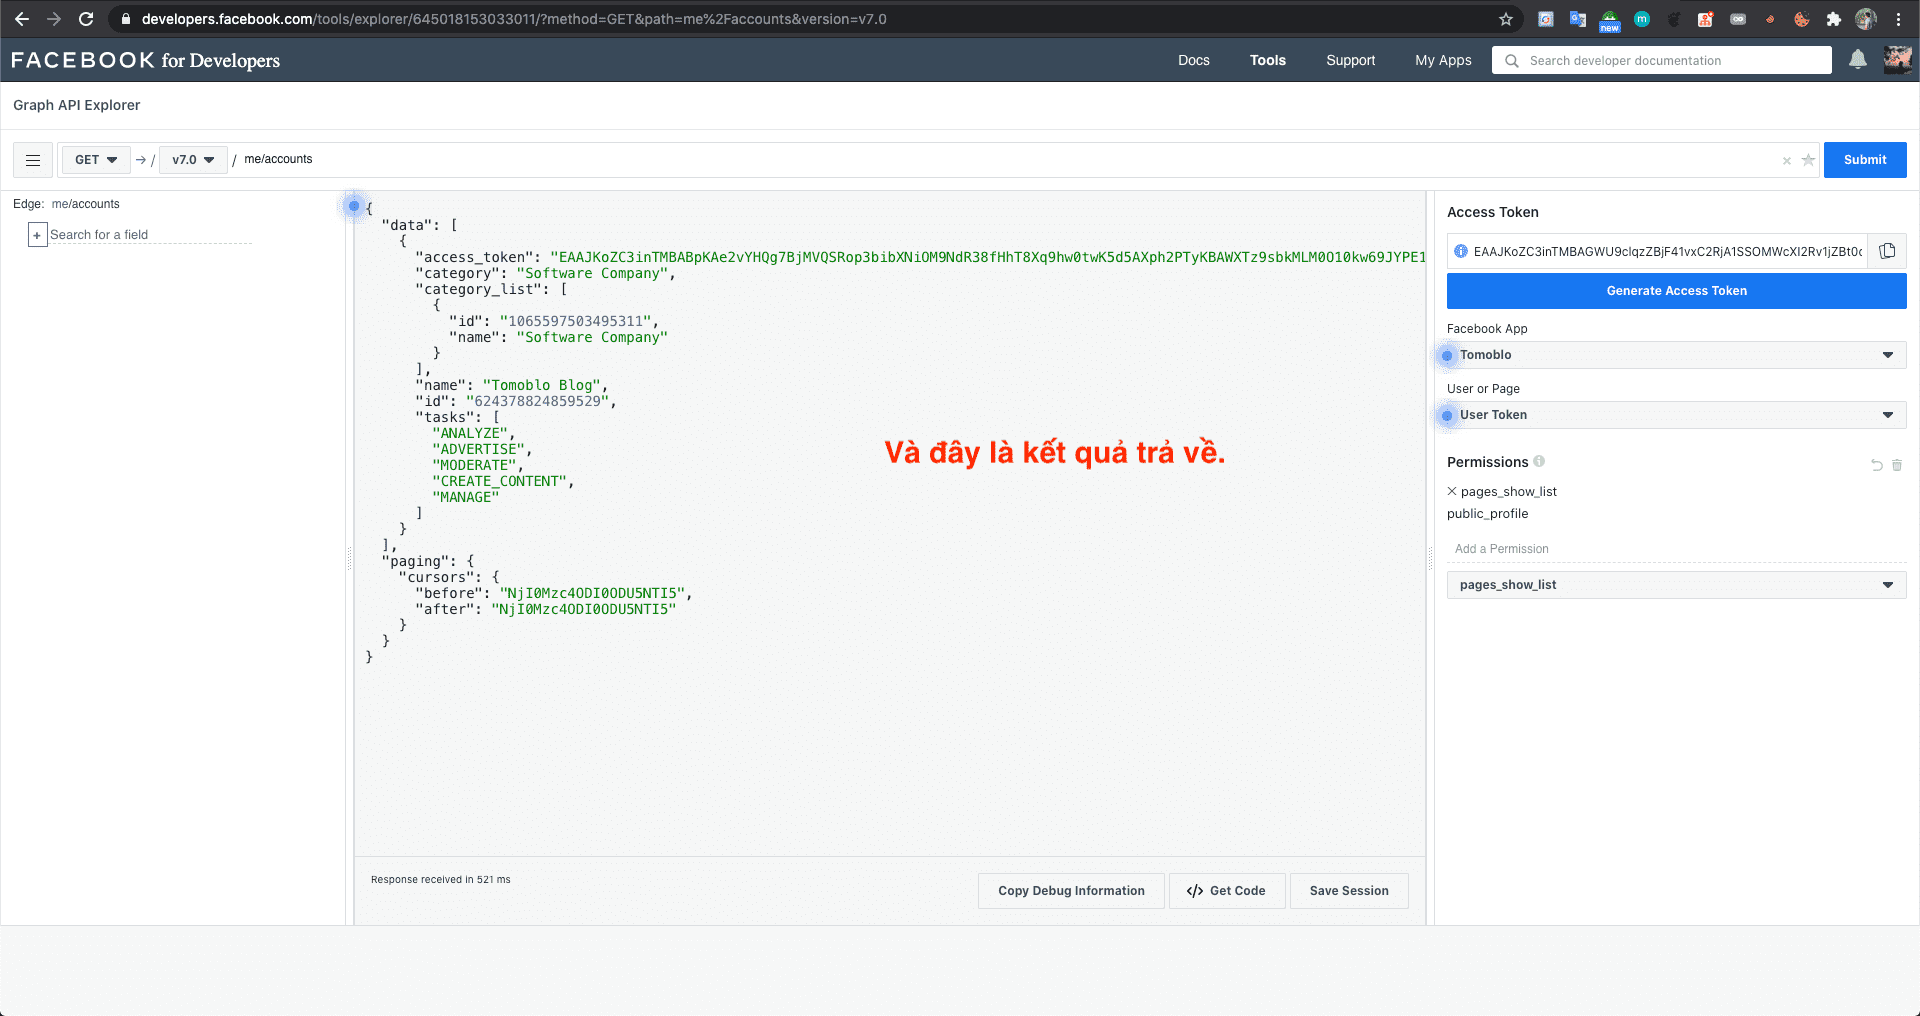 developers.facebook.com/tools/explorer/645018153033011/?method=GET&path=me%2Faccounts&version=v7.0
new
FACEBOOK for Developers
Docs
Tools
Support
My Apps
Search developer documentation
Graph API Explorer
GET
/
v7.0
/ me/accounts
Submit
Edge: me/accounts
Search for a field
{
"data": [
{
"access_token": "EAAJKoZC3inTMBABpKAe2vYHQg7BjMVQSRop3bibXNiOM9NdR38fHhT8Xq9hw0twK5d5AXph2PTyKBAWXTz9sbkMLM0O10kw69JYPE1
"category": "Software Company",
"category_list": [
{
"id": "1065597503495311",
"name": "Software Company"
}
],
"name": "Tomoblo Blog",
"id": "624378824859529",
"tasks": [
"ANALYZE",
"ADVERTISE",
"MODERATE",
"CREATE_CONTENT",
"MANAGE"
]
}
],
"paging": {
"cursors": {
"before": "NjI0Mzc4ODI0ODU5NTI5",
"after": "NjI0Mzc4ODI0ODU5NTI5"
}
}
}
Và đây là kết quả trả về.
Response received in 521 ms
Copy Debug Information
</> Get Code
Save Session
Access Token
EAAJKoZC3inTMBAGWU9clqzZBjF41vxC2RjA1SSOMWcXI2Rv1jZBt0
Generate Access Token
Facebook App
Tomoblo
User or Page
User Token
Permissions
pages_show_list
public_profile
Add a Permission
pages_show_list